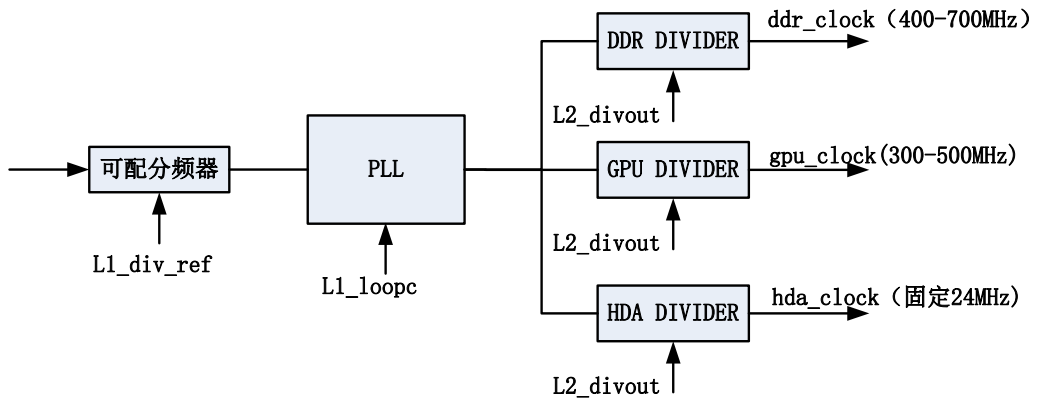 ddr_clock（400-700MHz）
DDR DIVIDER
L2_divout
gpu_clock(300-500MHz)
可配分频器
PLL
GPU DIVIDER
L1_div_ref
L2_divout
L1_loopc
hda_clock（固定24MHz)
HDA DIVIDER
L2_divout